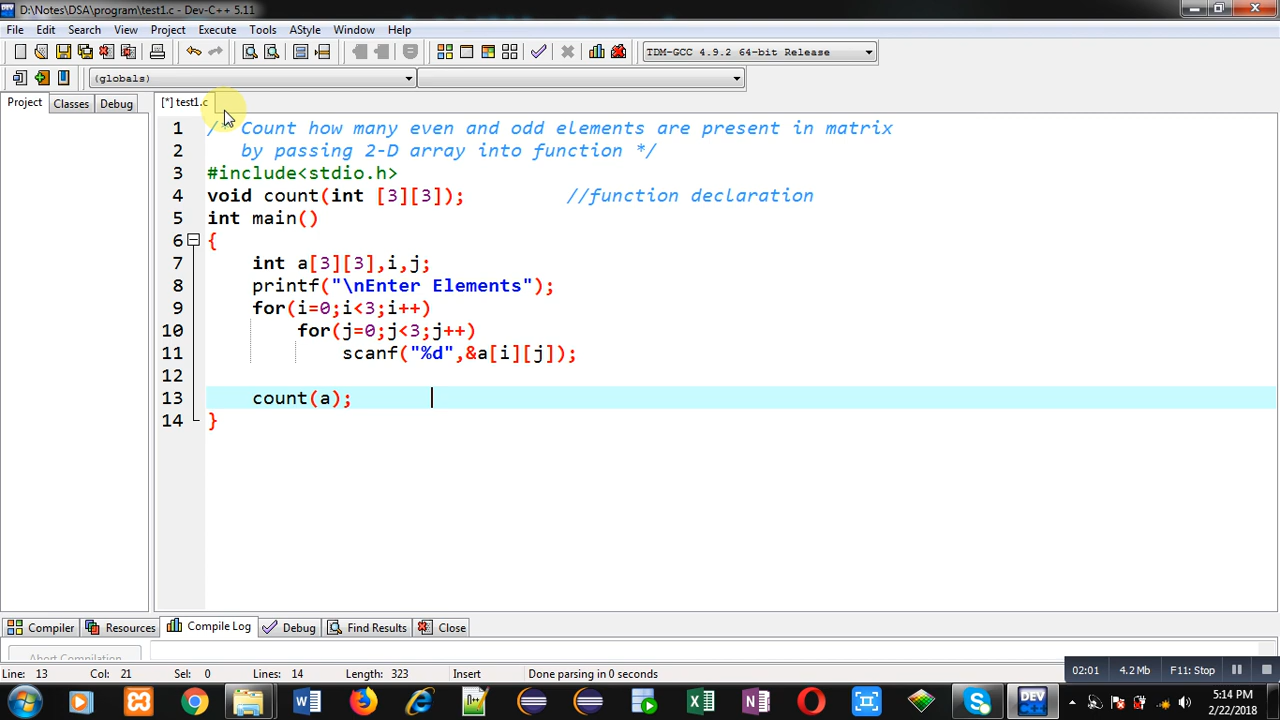 D:\Notes\DSA\program\test1.c - Dev-C++ 5.11
File Edit Search View Project Execute Tools AStyle Window Help
TDM-GCC 4.9.2 64-bit Release
(globals)
Project Classes Debug
[*] test1.c
1 /* Count how many even and odd elements are present in matrix
2 by passing 2-D array into function */
3 #include<stdio.h>
4 void count(int [3][3]); //function declaration
5 int main()
6 {
7 int a[3][3],i,j;
8 printf("\nEnter Elements");
9 for(i=0;i<3;i++)
10 for(j=0;j<3;j++)
11 scanf("%d",&a[i][j]);
12
13 count(a);
14 }
Compiler Resources Compile Log Debug Find Results Close
Abort Compilation
Line: 13 Col: 21 Sel: 0 Lines: 14 Length: 323 Insert Done parsing in 0 seconds
02:01 4.2 Mb F11: Stop
DEV
5:14 PM
2/22/2018